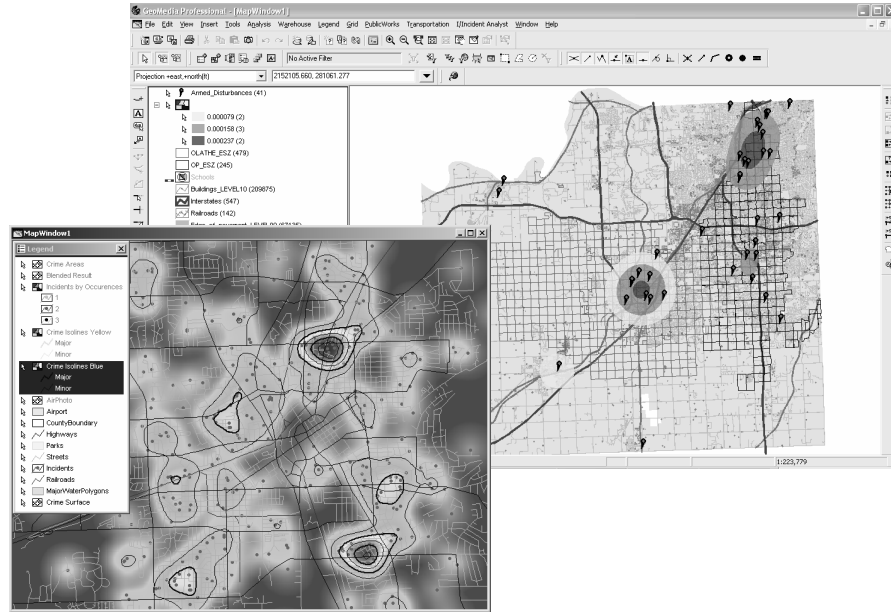 GeoMedia Professional - [MapWindow1]
File Edit View Insert Tools Analysis Warehouse Legend Grid PublicWorks Transportation I/Incident Analyst Window Help
No Active Filter
Projection +east,+north(ft) 2152105.660, 281061.277
Armed_Disturbances (41)
0.000079 (2)
0.000158 (3)
0.000237 (2)
OLATHE_ESZ (479)
OP_ESZ (245)
Schools
Buildings_LEVEL10 (209875)
Interstates (547)
Railroads (142)
1:223,779
MapWindow1
Legend
Crime Areas
Blended Result
Incidents by Occurences
1
2
3
Crime Isolines Yellow
Major
Minor
Crime Isolines Blue
Major
Minor
AirPhoto
Airport
CountyBoundary
Highways
Parks
Streets
Incidents
Railroads
MajorWaterPolygons
Crime Surface